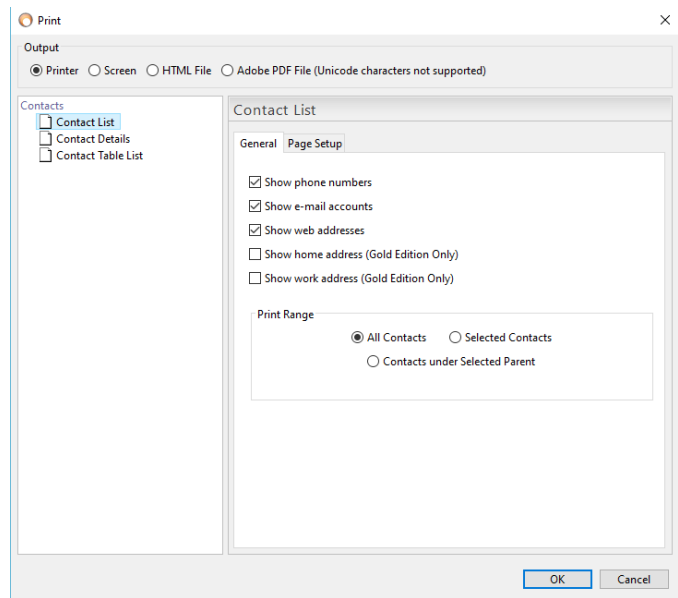 Print
Output
Printer Screen HTML File Adobe PDF File (Unicode characters not supported)
Contacts
Contact List
Contact Details
Contact Table List
Contact List
General Page Setup
Show phone numbers
Show e-mail accounts
Show web addresses
Show home address (Gold Edition Only)
Show work address (Gold Edition Only)
Print Range
All Contacts Selected Contacts
Contacts under Selected Parent
OK Cancel